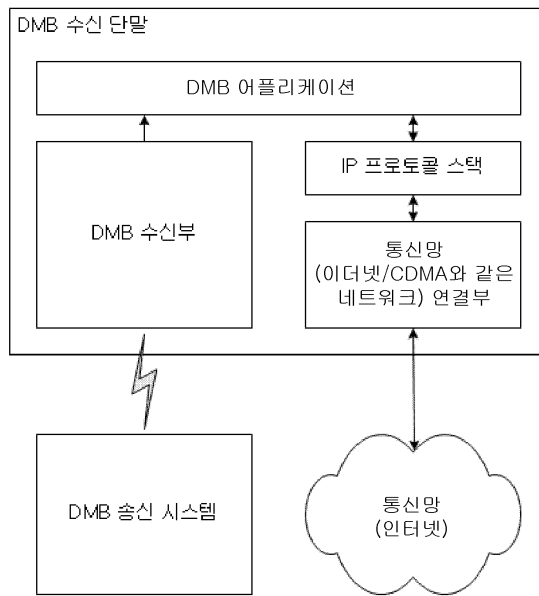 DMB 수신 단말
DMB 어플리케이션
DMB 수신부
IP 프로토콜 스택
통신망
(이더넷/CDMA와 같은
네트워크) 연결부
DMB 송신 시스템
통신망
(인터넷)